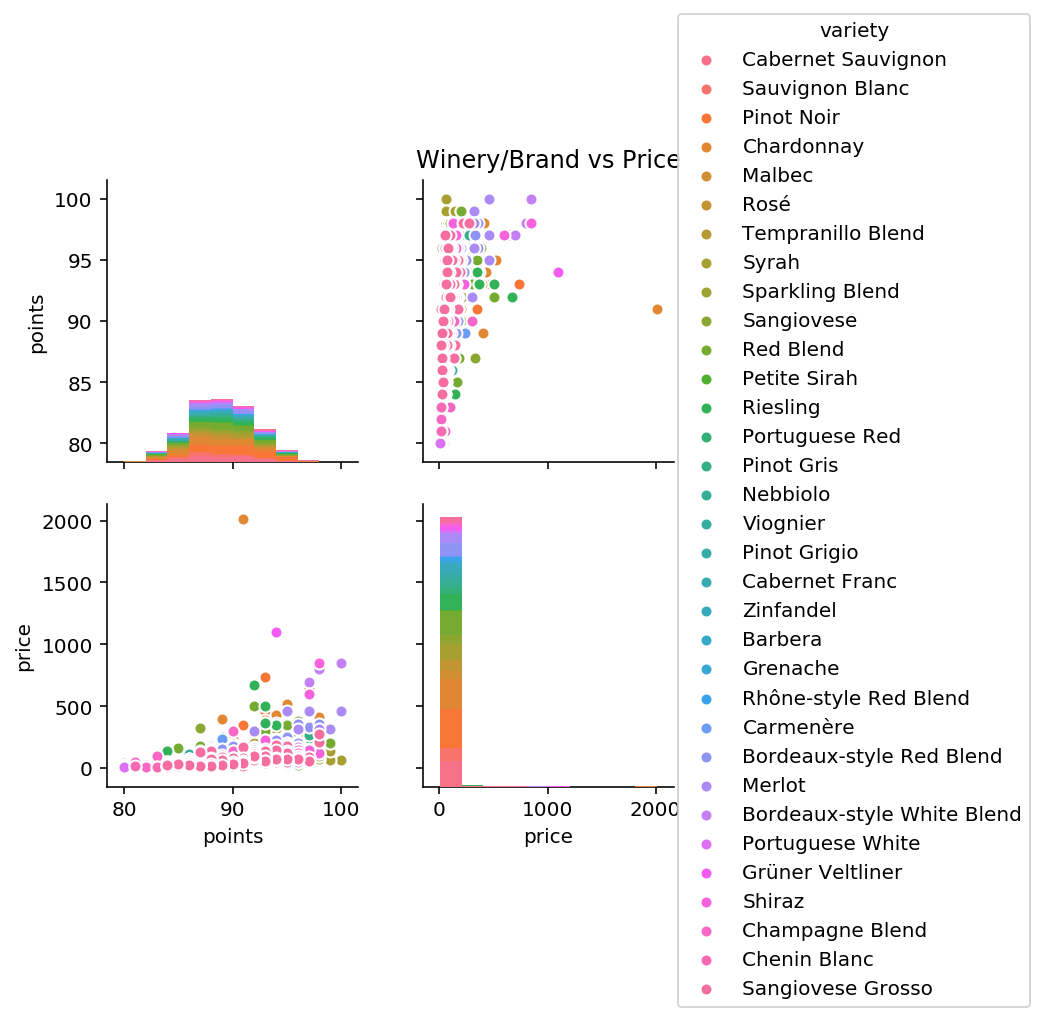 Winery/Brand vs Price
points
100
95
90
85
80
price
2000
1500
1000
500
0
80
90
100
points
0
1000
2000
price
variety
Cabernet Sauvignon
Sauvignon Blanc
Pinot Noir
Chardonnay
Malbec
Rosé
Tempranillo Blend
Syrah
Sparkling Blend
Sangiovese
Red Blend
Petite Sirah
Riesling
Portuguese Red
Pinot Gris
Nebbiolo
Viognier
Pinot Grigio
Cabernet Franc
Zinfandel
Barbera
Grenache
Rhône-style Red Blend
Carmenère
Bordeaux-style Red Blend
Merlot
Bordeaux-style White Blend
Portuguese White
Grüner Veltliner
Shiraz
Champagne Blend
Chenin Blanc
Sangiovese Grosso